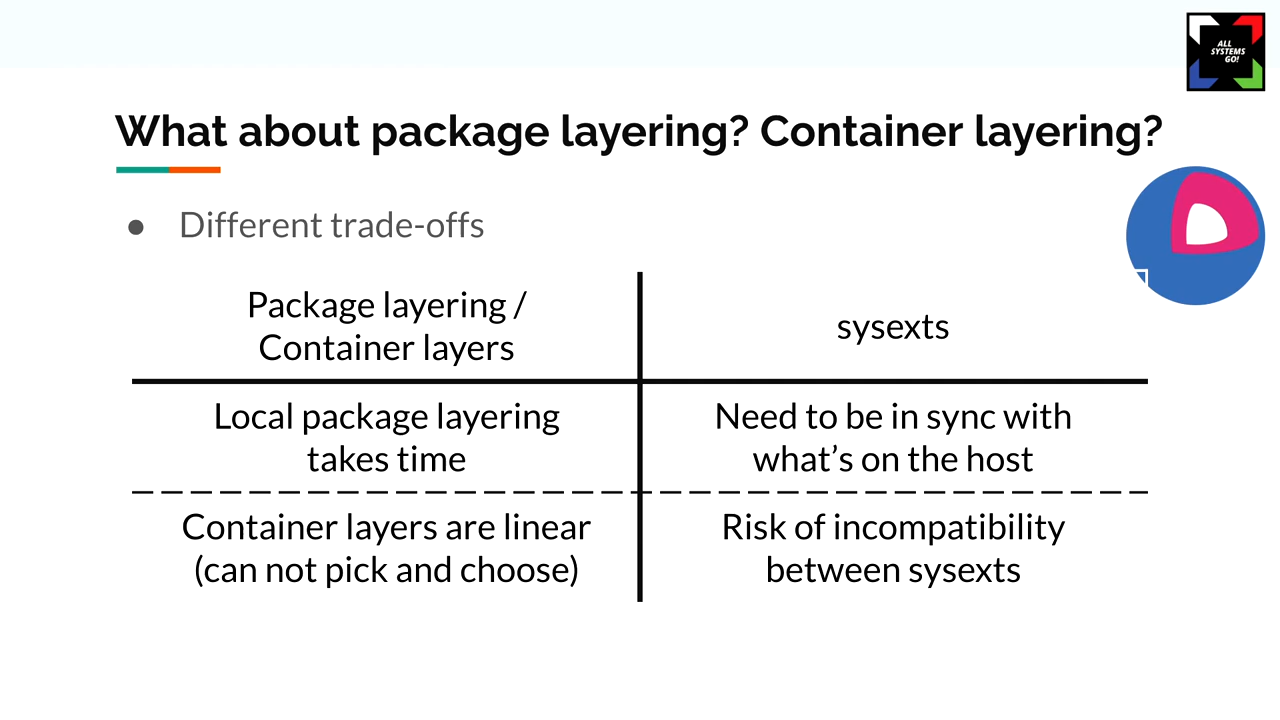 ALL
SYSTEMS
GO!
What about package layering? Container layering?
● Different trade-offs
Package layering /
Container layers
sysexts
Local package layering
takes time
Need to be in sync with
what’s on the host
Container layers are linear
(can not pick and choose)
Risk of incompatibility
between sysexts